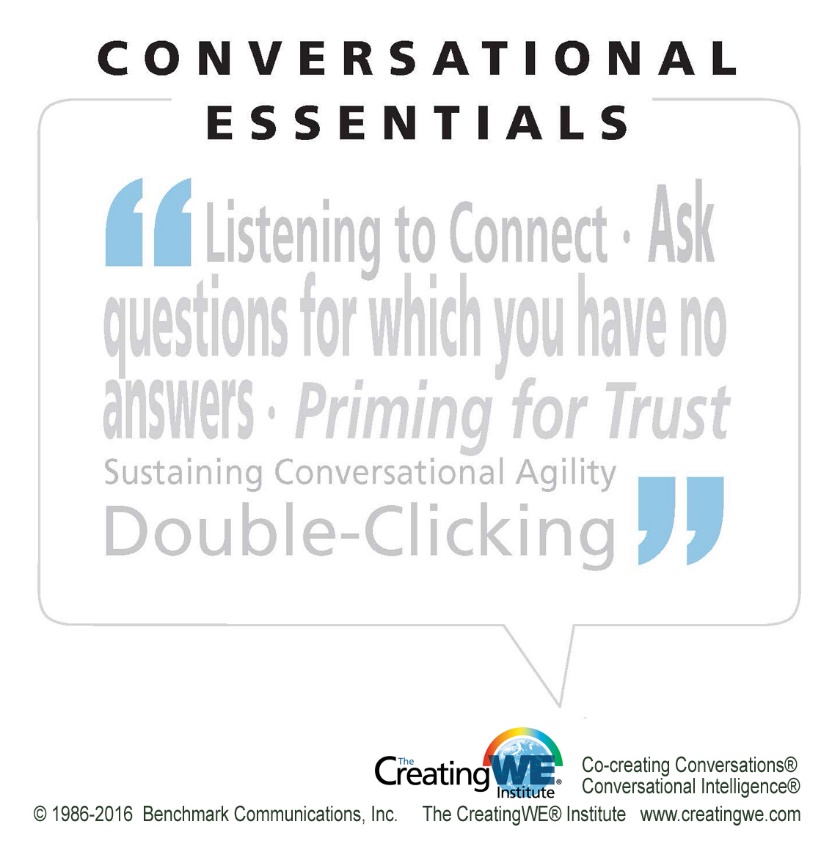 CONVERSATIONAL
ESSENTIALS
“ Listening to Connect · Ask
questions for which you have no
answers · Priming for Trust
Sustaining Conversational Agility
Double-Clicking ”
The
CreatingWE®
Institute
Co-creating Conversations®
Conversational Intelligence®
© 1986-2016 Benchmark Communications, Inc. The CreatingWE® Institute www.creatingwe.com